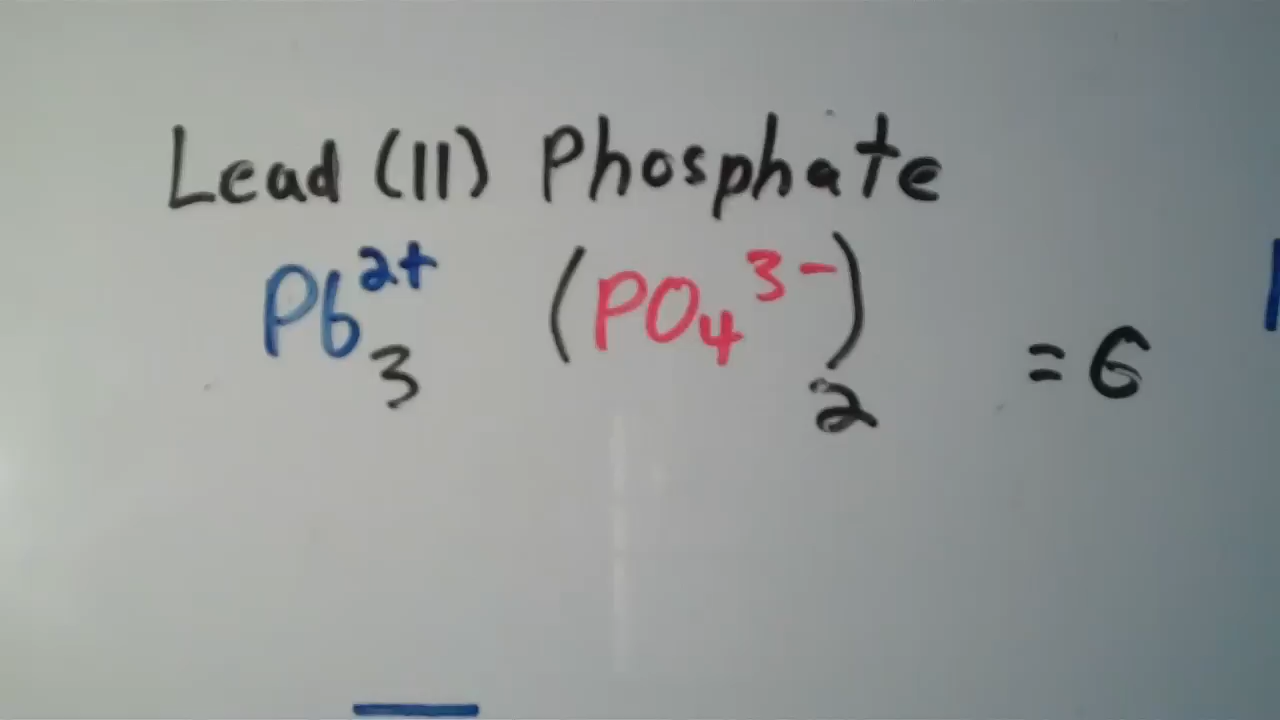 Lead (II) Phosphate
Pb²⁺₃ (PO₄³⁻)₂ = 6